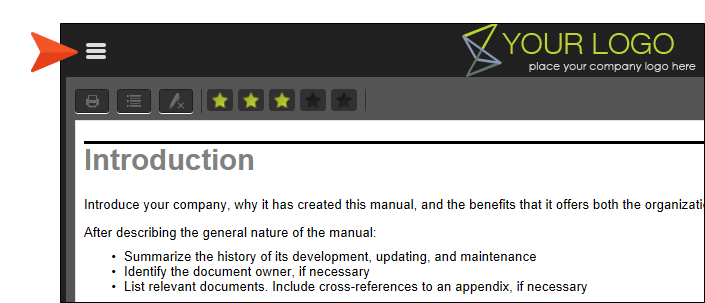 YOUR LOGO
place your company logo here
Introduction
Introduce your company, why it has created this manual, and the benefits that it offers both the organizati
After describing the general nature of the manual:
• Summarize the history of its development, updating, and maintenance
• Identify the document owner, if necessary
• List relevant documents. Include cross-references to an appendix, if necessary